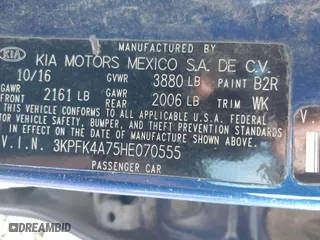 MANUFACTURED BY
KIA KIA MOTORS MEXICO S.A. DE C.V.
10/16 GVWR 3880 LB PAINT B2R
GAWR GAWR
FRONT 2161 LB REAR 2006 LB TRIM WK
THIS VEHICLE CONFORMS TO ALL APPLICABLE U.S.A. FEDERAL
MOTOR VEHICLE SAFETY, BUMPER, AND THEFT PREVENTION
STANDARDS IN EFFECT ON THE DATE OF MANUFACTURE SHOWN ABOVE.
V.I.N. 3KPFK4A75HE070555
PASSENGER CAR
DEALERSHIP